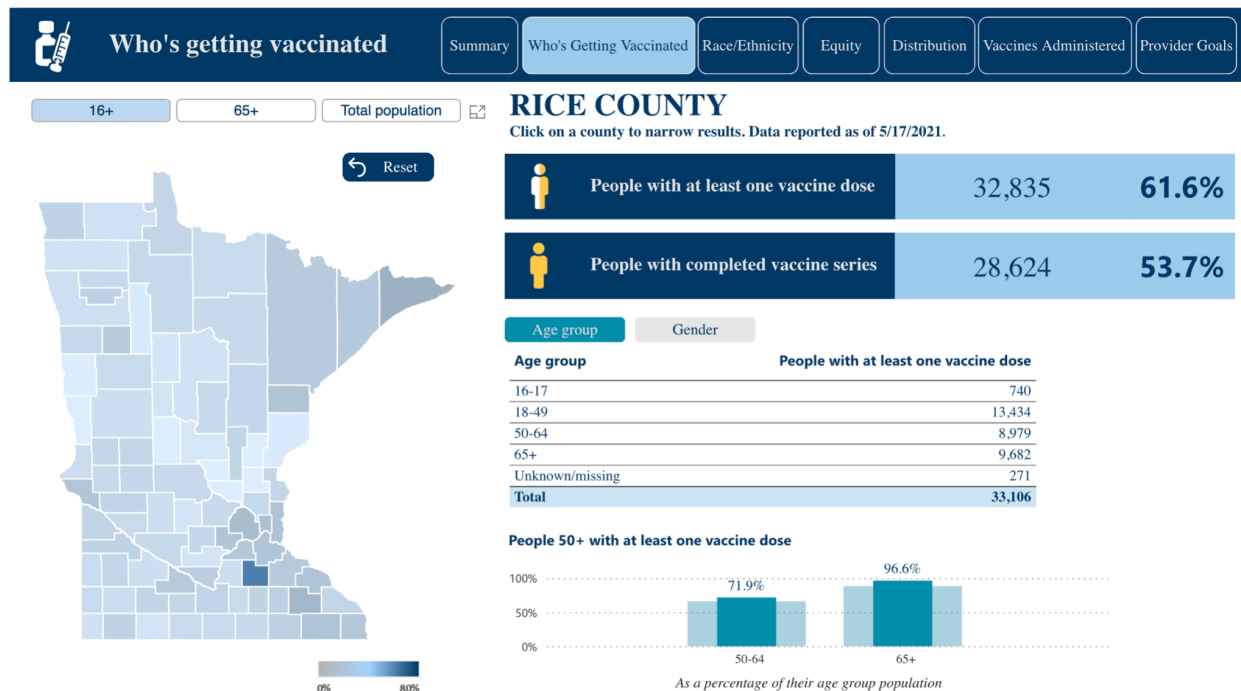 Who's getting vaccinated
Summary
Who's Getting Vaccinated
Race/Ethnicity
Equity
Distribution
Vaccines Administered
Provider Goals
16+
65+
Total population
Reset
0%
80%
RICE COUNTY
Click on a county to narrow results. Data reported as of 5/17/2021.
People with at least one vaccine dose 32,835 61.6%
People with completed vaccine series 28,624 53.7%
Age group
Gender
Age group People with at least one vaccine dose
16-17 740
18-49 13,434
50-64 8,979
65+ 9,682
Unknown/missing 271
Total 33,106
People 50+ with at least one vaccine dose
100%
50%
0%
71.9%
96.6%
50-64
65+
As a percentage of their age group population